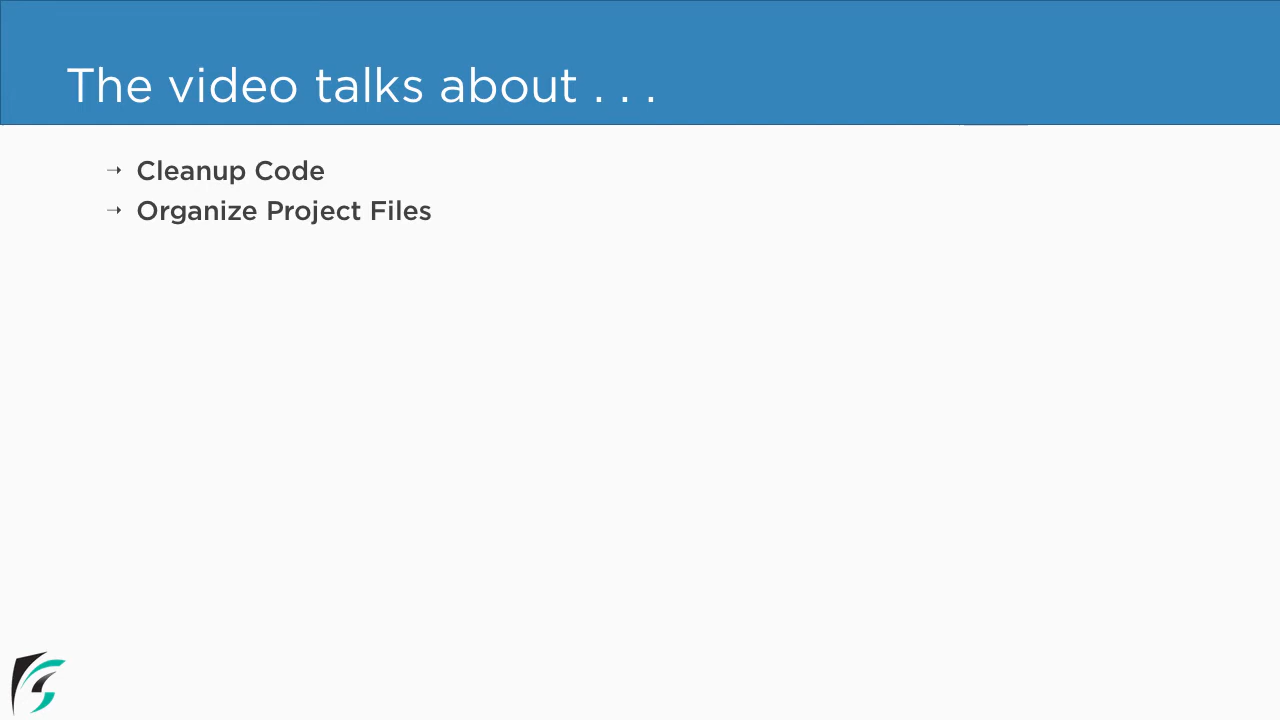 The video talks about . . .
→ Cleanup Code
→ Organize Project Files